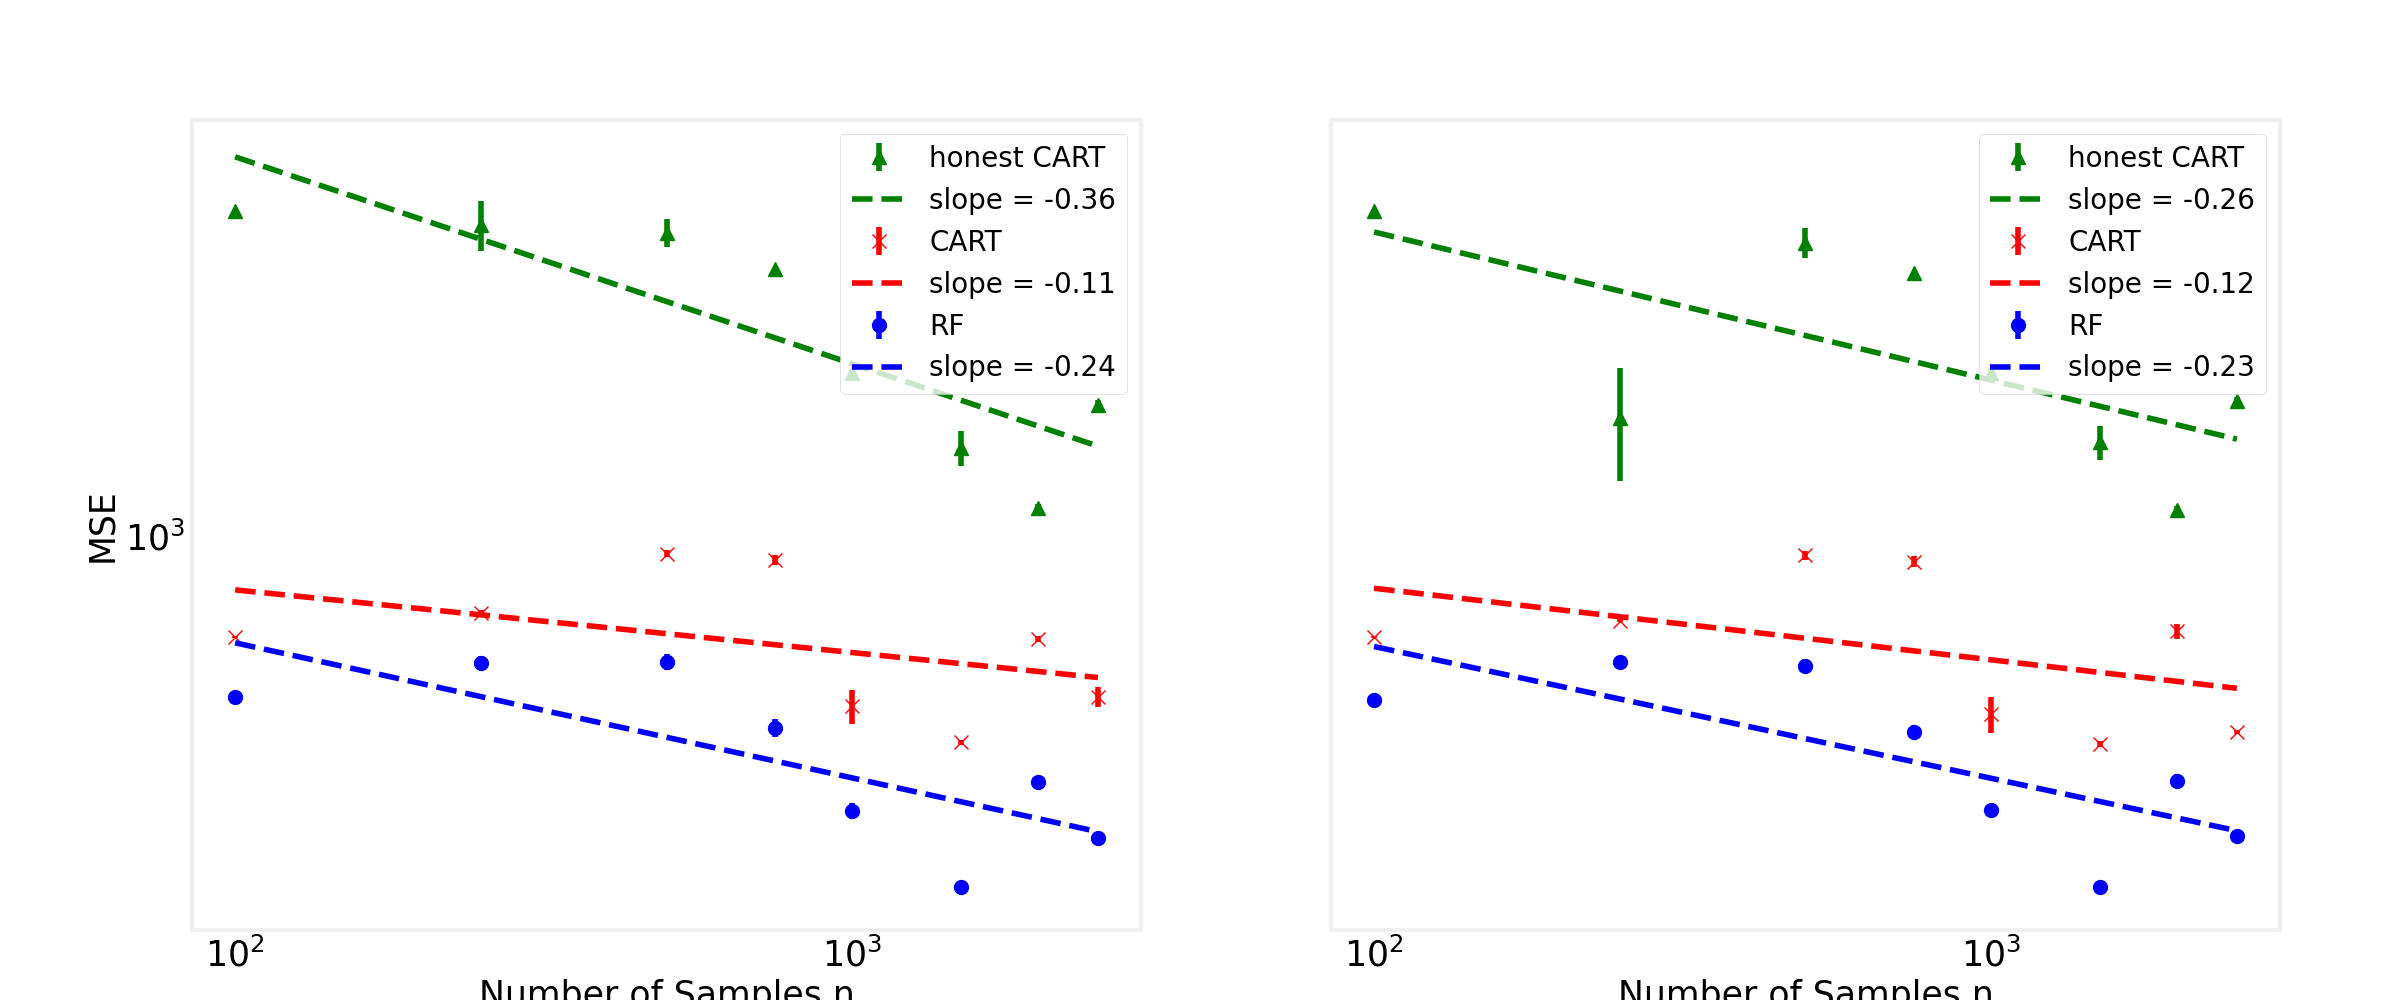 honest CART
slope = -0.36
CART
slope = -0.11
RF
slope = -0.24
MSE
10³
10²
10³
Number of Samples n
honest CART
slope = -0.26
CART
slope = -0.12
RF
slope = -0.23
10²
10³
Number of Samples n